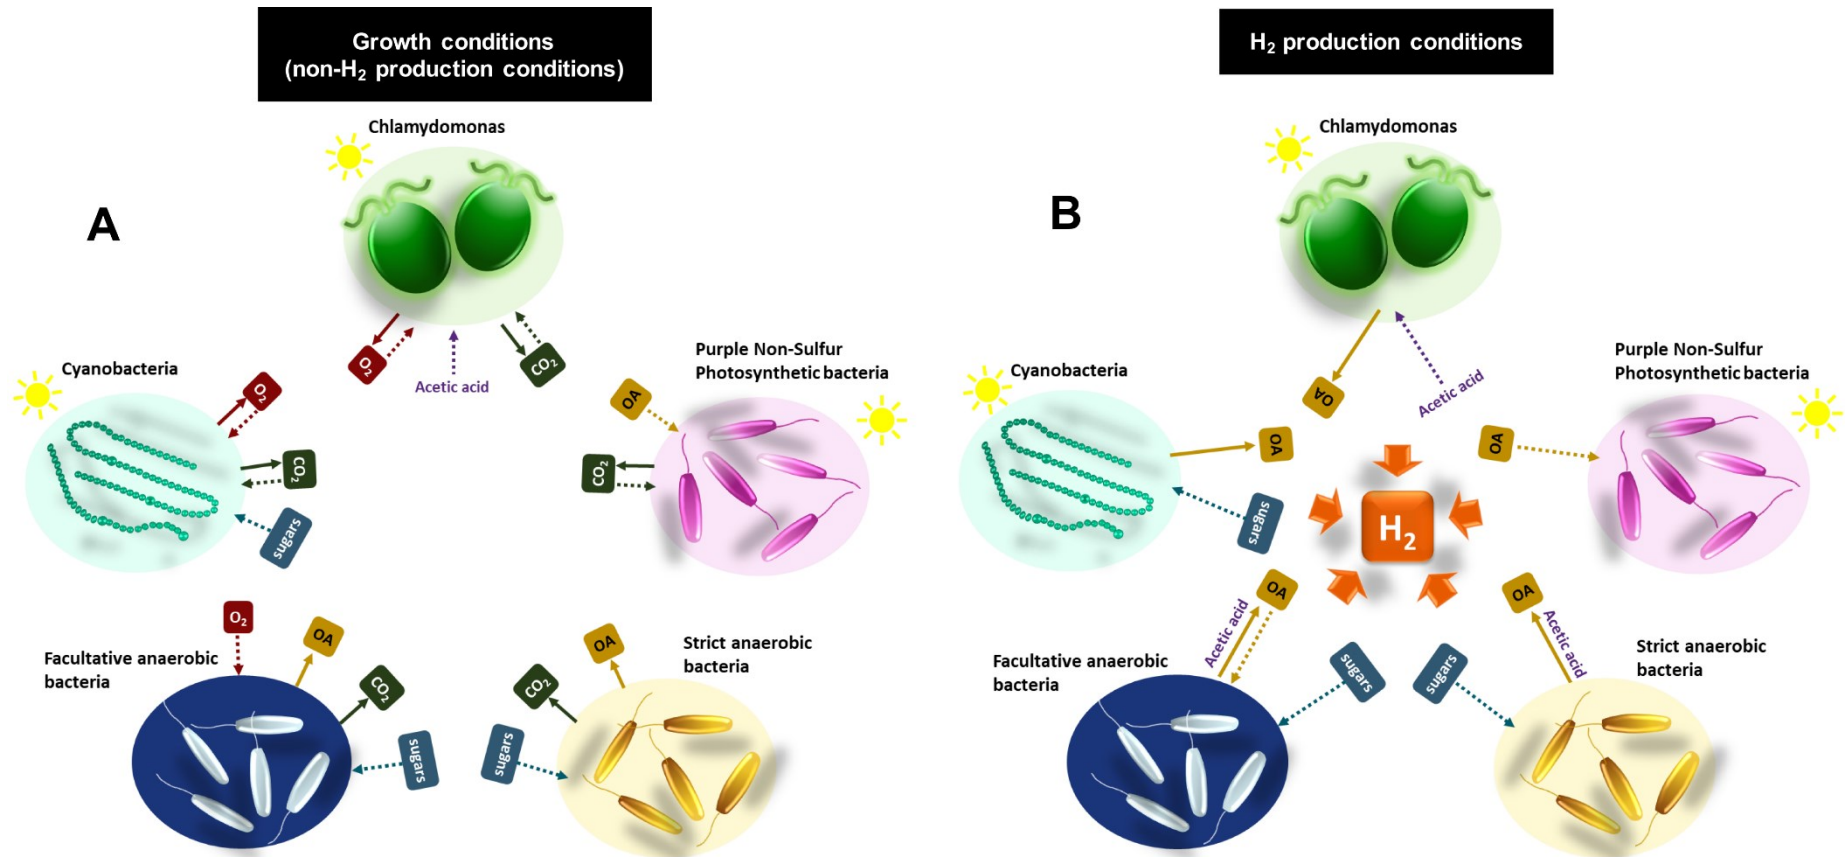 Growth conditions
(non-H₂ production conditions)
H₂ production conditions
A
Chlamydomonas
O₂
Acetic acid
CO₂
Cyanobacteria
O₂
CO₂
sugars
Purple Non-Sulfur
Photosynthetic bacteria
OA
CO₂
Facultative anaerobic
bacteria
O₂
OA
CO₂
sugars
Strict anaerobic
bacteria
OA
CO₂
sugars
B
Chlamydomonas
OA
Acetic acid
Cyanobacteria
OA
sugars
Purple Non-Sulfur
Photosynthetic bacteria
OA
H₂
Facultative anaerobic
bacteria
Acetic acid
OA
sugars
Strict anaerobic
bacteria
OA
Acetic acid
sugars